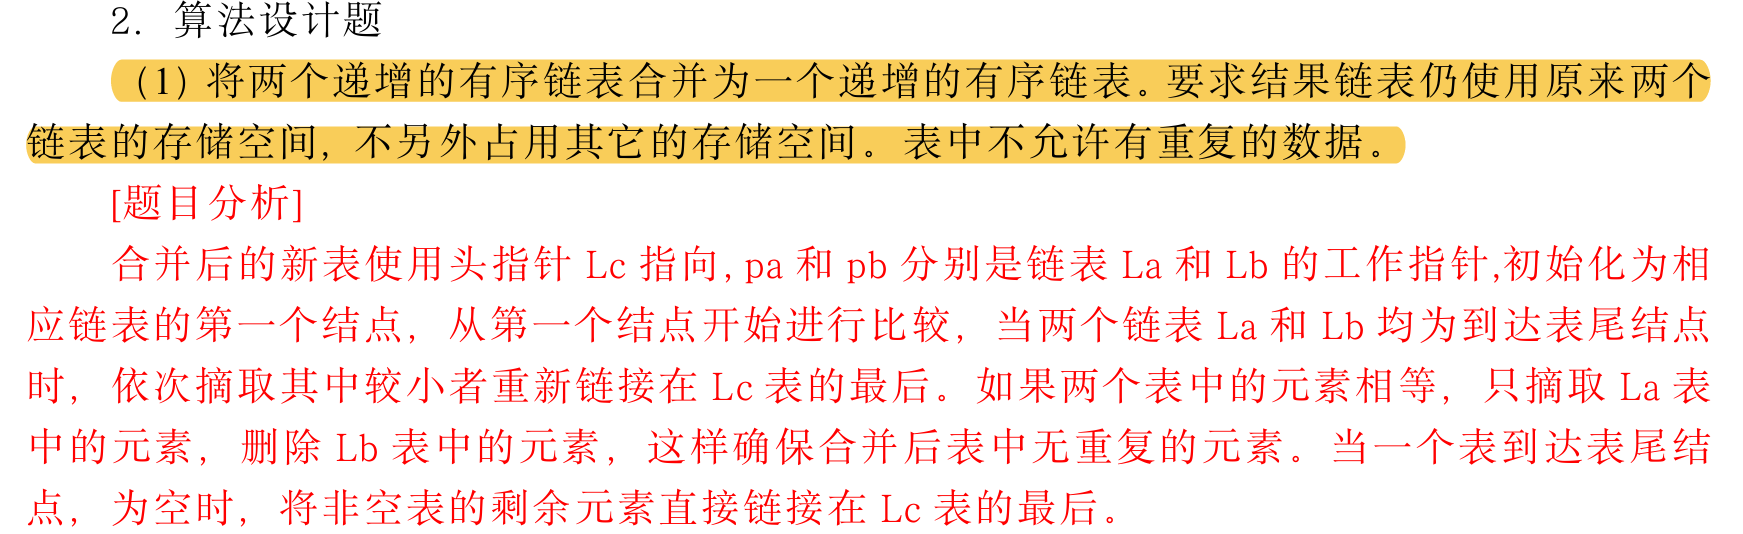 2. 算法设计题
(1) 将两个递增的有序链表合并为一个递增的有序链表。要求结果链表仍使用原来两个
链表的存储空间, 不另外占用其它的存储空间。表中不允许有重复的数据。
[题目分析]
合并后的新表使用头指针 Lc 指向, pa 和 pb 分别是链表 La 和 Lb 的工作指针,初始化为相
应链表的第一个结点, 从第一个结点开始进行比较, 当两个链表 La 和 Lb 均为到达表尾结点
时, 依次摘取其中较小者重新链接在 Lc 表的最后。如果两个表中的元素相等, 只摘取 La 表
中的元素, 删除 Lb 表中的元素, 这样确保合并后表中无重复的元素。当一个表到达表尾结
点, 为空时, 将非空表的剩余元素直接链接在 Lc 表的最后。